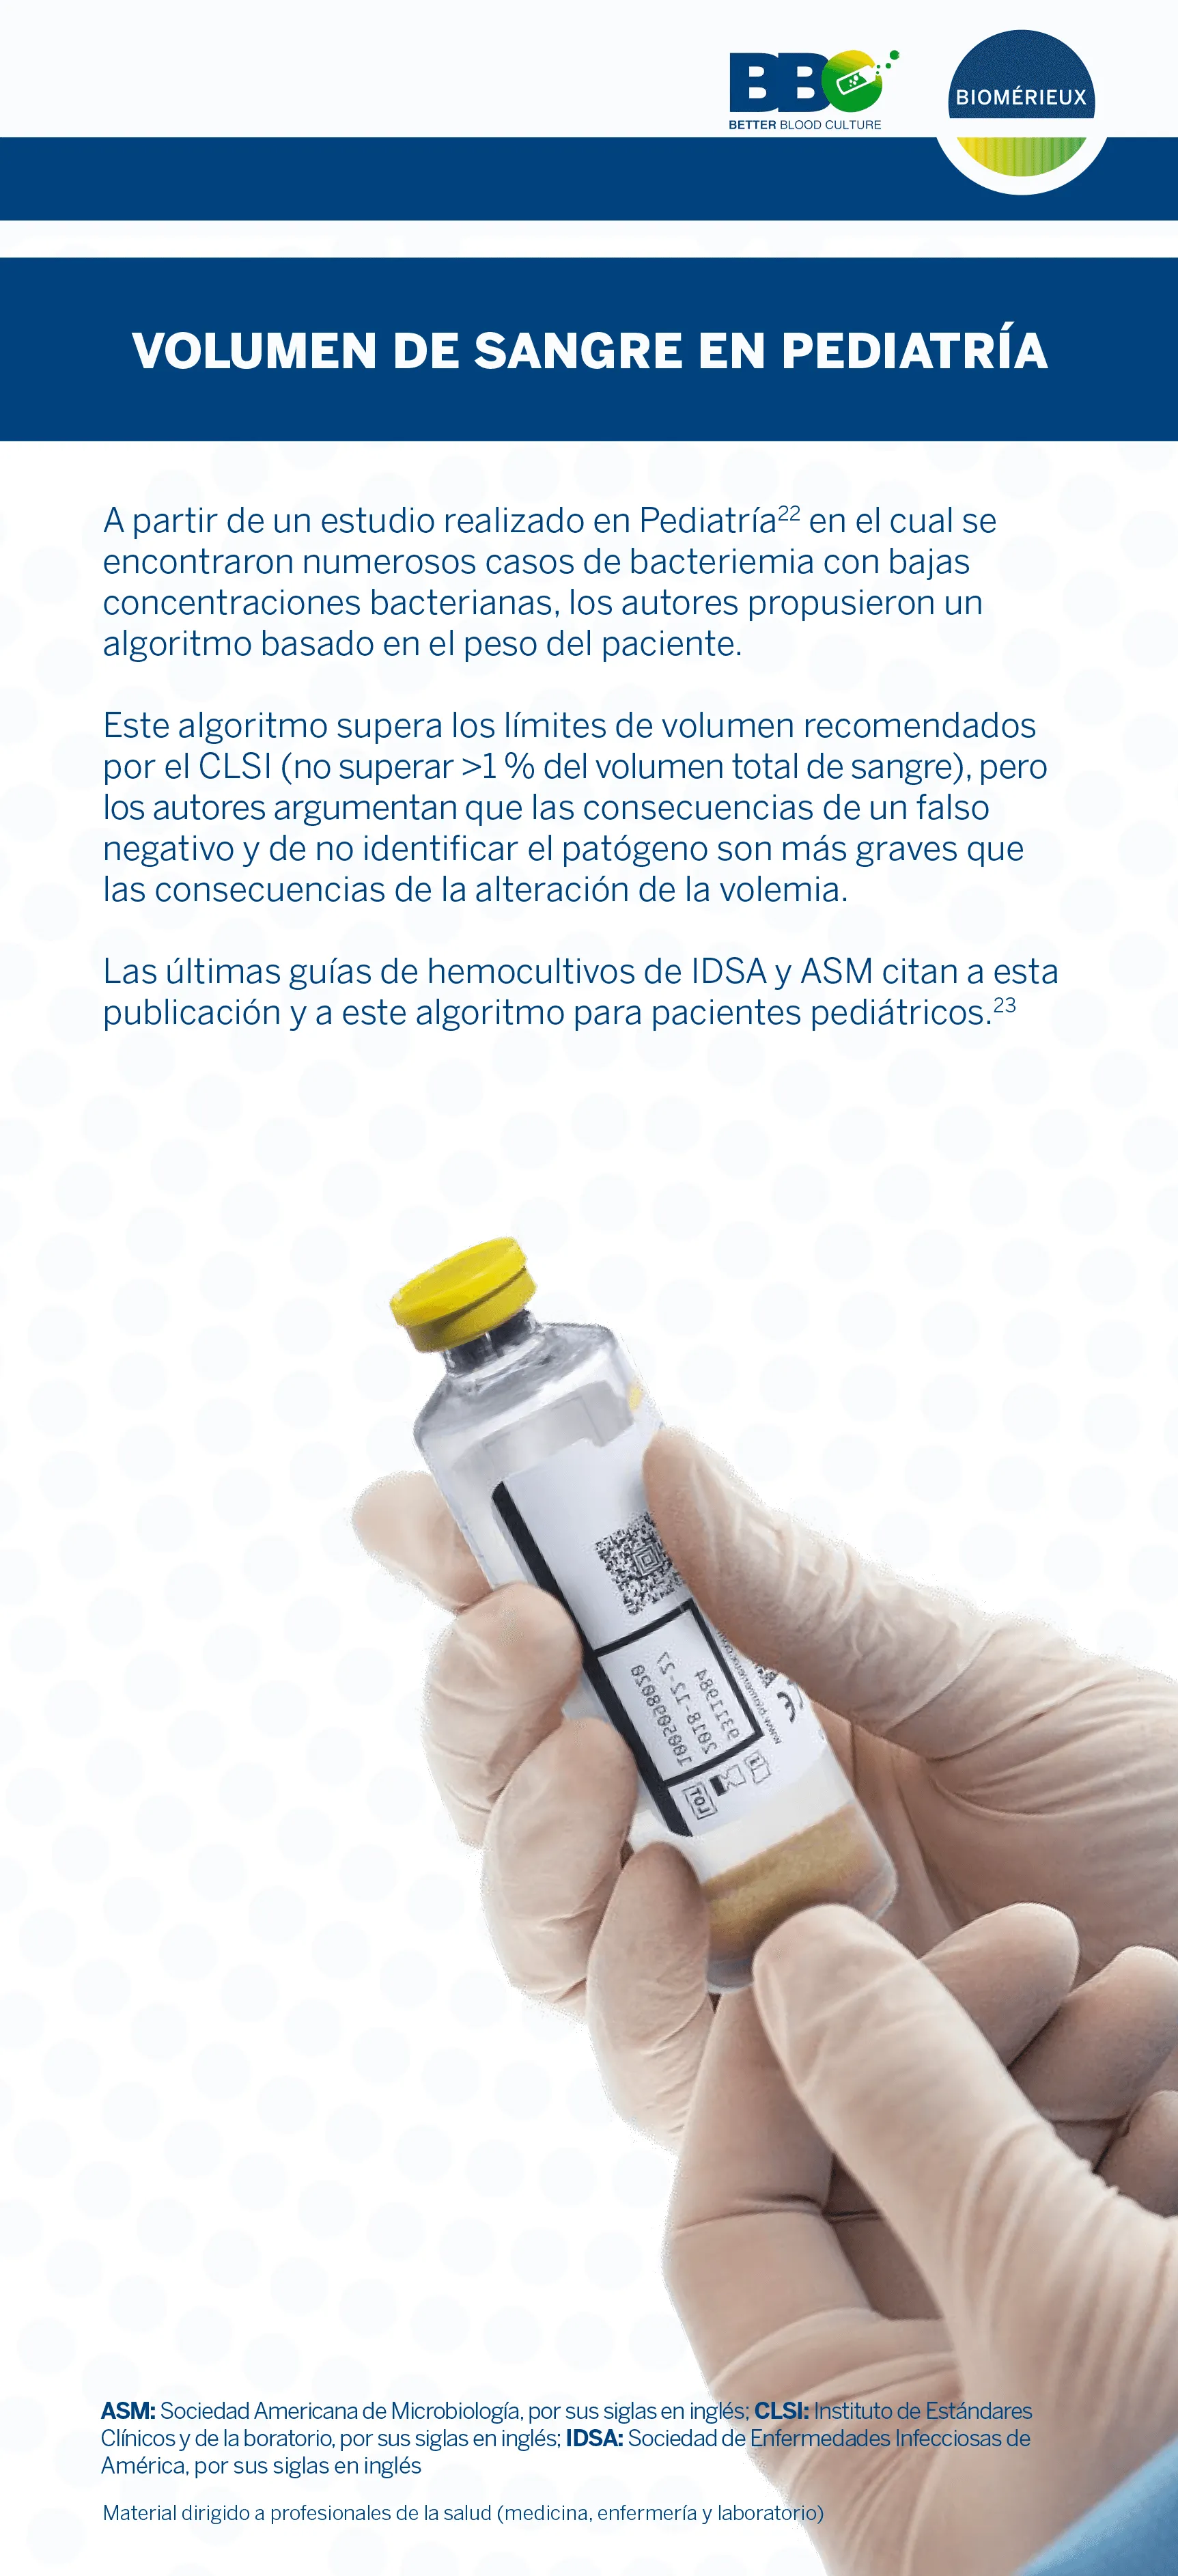 BBC
BETTER BLOOD CULTURE
BIOMÉRIEUX
VOLUMEN DE SANGRE EN PEDIATRÍA
A partir de un estudio realizado en Pediatría22 en el cual se
encontraron numerosos casos de bacteriemia con bajas
concentraciones bacterianas, los autores propusieron un
algoritmo basado en el peso del paciente.
Este algoritmo supera los límites de volumen recomendados
por el CLSI (no superar >1 % del volumen total de sangre), pero
los autores argumentan que las consecuencias de un falso
negativo y de no identificar el patógeno son más graves que
las consecuencias de la alteración de la volemia.
Las últimas guías de hemocultivos de IDSA y ASM citan a esta
publicación y a este algoritmo para pacientes pediátricos.23
1005098020
2018-12-27
9311984
LOT
ASM: Sociedad Americana de Microbiología, por sus siglas en inglés; CLSI: Instituto de Estándares
Clínicos y de la boratorio, por sus siglas en inglés; IDSA: Sociedad de Enfermedades Infecciosas de
América, por sus siglas en inglés
Material dirigido a profesionales de la salud (medicina, enfermería y laboratorio)